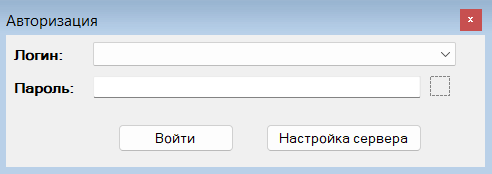 Авторизация
Логин:
Пароль:
Войти
Настройка сервера